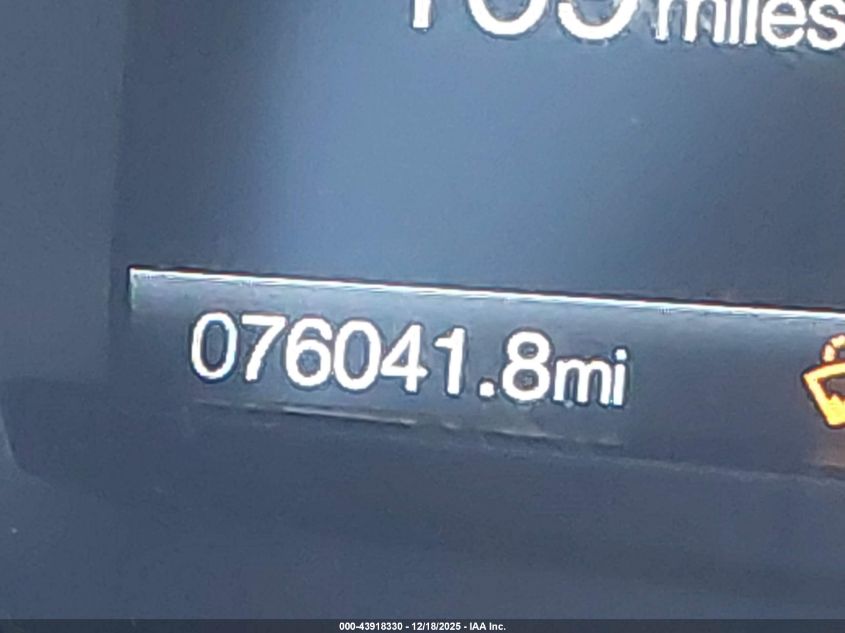 miles
076041.8mi
000-43918330 - 12/18/2025 - IAA Inc.